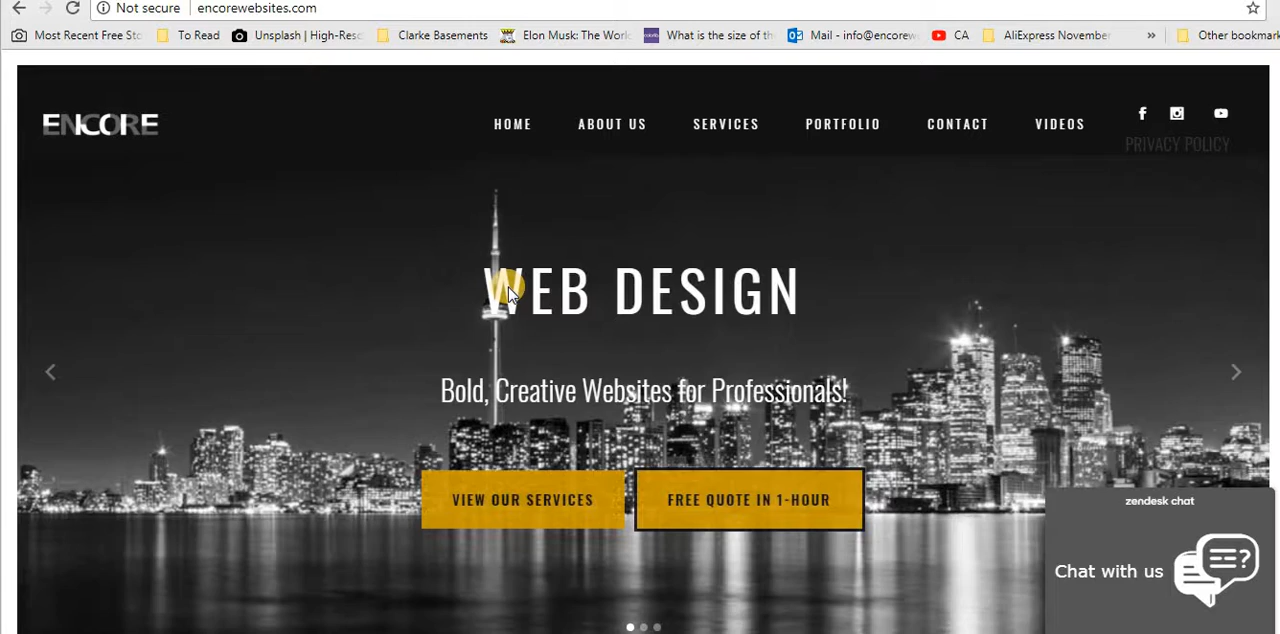 Not secure | encorewebsites.com
Most Recent Free Sto To Read Unsplash | High-Res Clarke Basements Elon Musk: The Worl What is the size of th Mail - info@encorew CA AliExpress November » Other bookmar
ENCORE
HOME ABOUT US SERVICES PORTFOLIO CONTACT VIDEOS
PRIVACY POLICY
WEB DESIGN
Bold, Creative Websites for Professionals!
VIEW OUR SERVICES FREE QUOTE IN 1-HOUR
zendesk chat
Chat with us